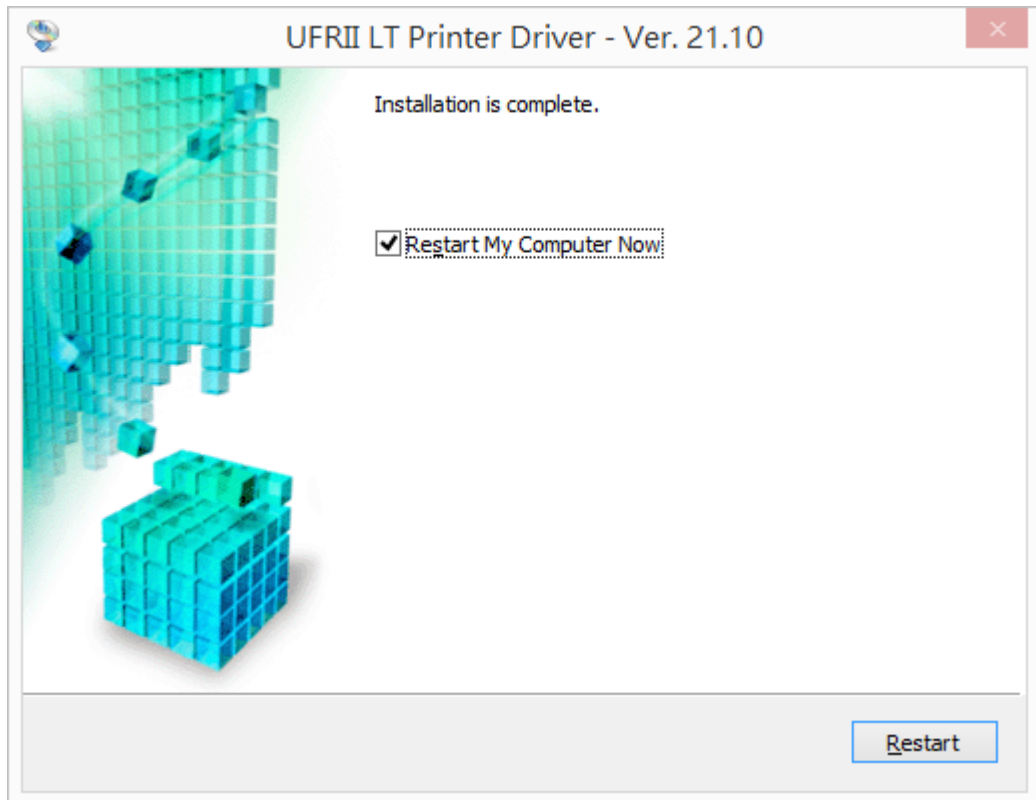 UFRII LT Printer Driver - Ver. 21.10
Installation is complete.
Restart My Computer Now
Restart